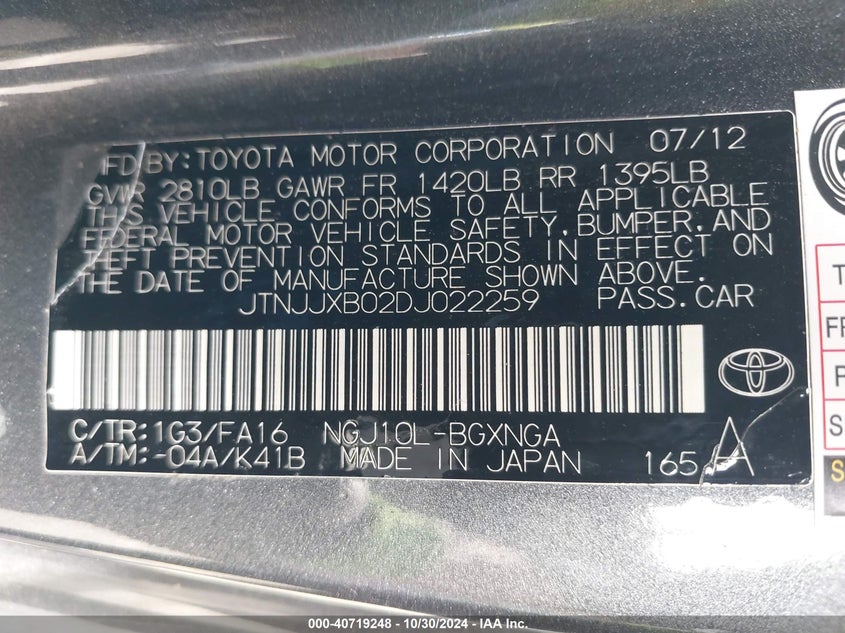 MFD BY: TOYOTA MOTOR CORPORATION 07/12
GVWR 2810LB GAWR FR 1420LB RR 1395LB
THIS VEHICLE CONFORMS TO ALL APPLICABLE
FEDERAL MOTOR VEHICLE SAFETY, BUMPER, AND
THEFT PREVENTION STANDARDS IN EFFECT ON
THE DATE OF MANUFACTURE SHOWN ABOVE.
JTNJJXB02DJ022259 PASS.CAR
C/TR:1G3/FA16 NGJ10L-BGXNGA
A/TM:-04A/K41B MADE IN JAPAN 165 A
000-40719248 - 10/30/2024 - IAA Inc.